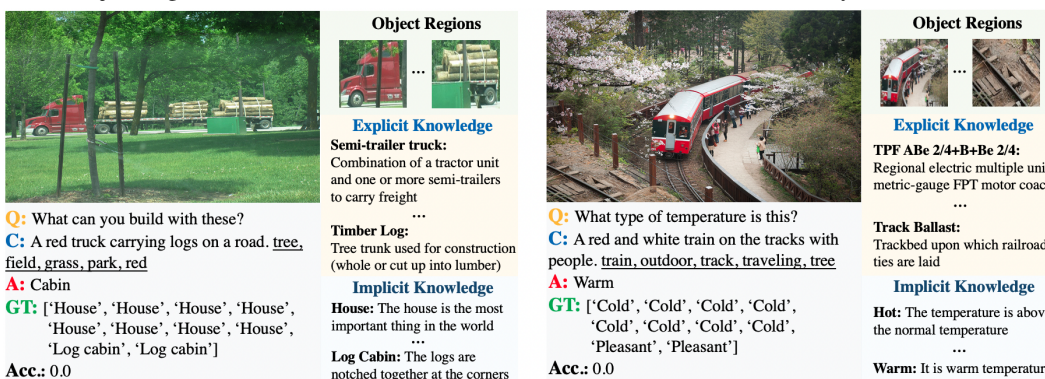 Q: What can you build with these?
C: A red truck carrying logs on a road. tree,
field, grass, park, red
A: Cabin
GT: [‘House’, ‘House’, ‘House’, ‘House’,
‘House’, ‘House’, ‘House’, ‘House’,
‘Log cabin’, ‘Log cabin’]
Acc.: 0.0
Object Regions
...
Explicit Knowledge
Semi-trailer truck:
Combination of a tractor unit
and one or more semi-trailers
to carry freight
...
Timber Log:
Tree trunk used for construction
(whole or cut up into lumber)
Implicit Knowledge
House: The house is the most
important thing in the world
...
Log Cabin: The logs are
notched together at the corners
Q: What type of temperature is this?
C: A red and white train on the tracks with
people. train, outdoor, track, traveling, tree
A: Warm
GT: [‘Cold’, ‘Cold’, ‘Cold’, ‘Cold’,
‘Cold’, ‘Cold’, ‘Cold’, ‘Cold’,
‘Pleasant’, ‘Pleasant’]
Acc.: 0.0
Object Regions
...
Explicit Knowledge
TPF ABe 2/4+B+Be 2/4:
Regional electric multiple
metric-gauge FPT motor
...
Track Ballast:
Trackbed upon which
ties are laid
Implicit Knowledge
Hot: The temperature is
the normal temperature
...
Warm: It is warm